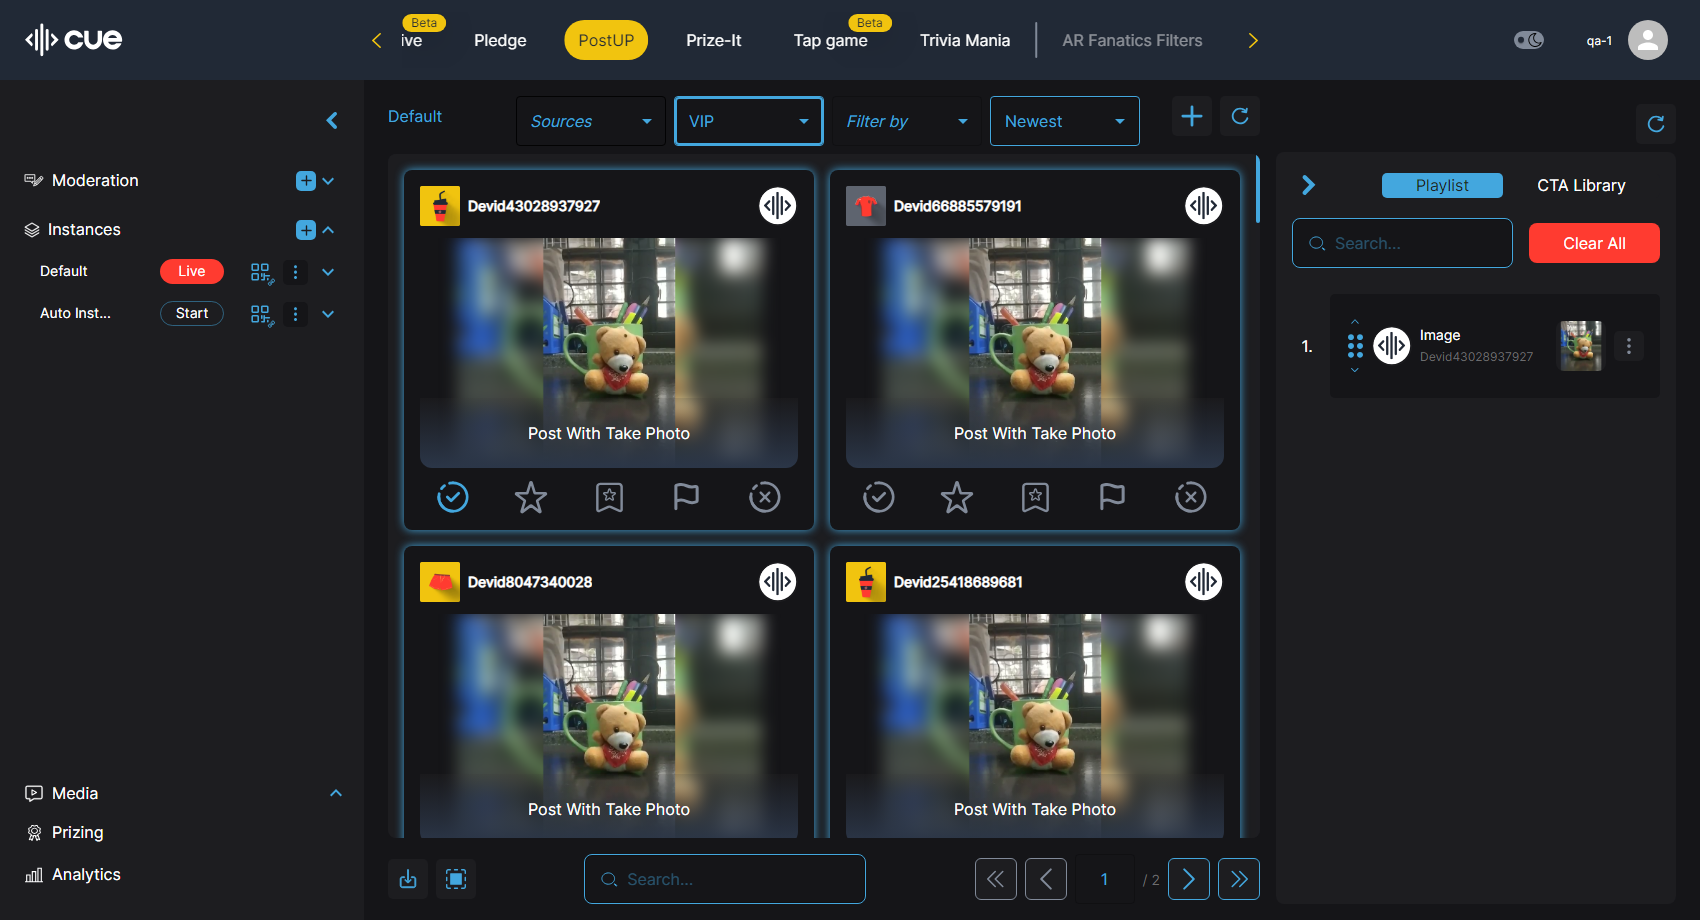 cue
Beta
ive
Pledge
PostUP
Prize-It
Beta
Tap game
Trivia Mania
AR Fanatics Filters
qa-1
Default
Sources
VIP
Filter by
Newest
Moderation
Instances
Default
Live
Auto Inst...
Start
Media
Prizing
Analytics
Devid43028937927
Post With Take Photo
Devid66885579191
Post With Take Photo
Devid8047340028
Post With Take Photo
Devid25418689681
Post With Take Photo
Search...
1
/ 2
Playlist
CTA Library
Search...
Clear All
1.
Image
Devid43028937927